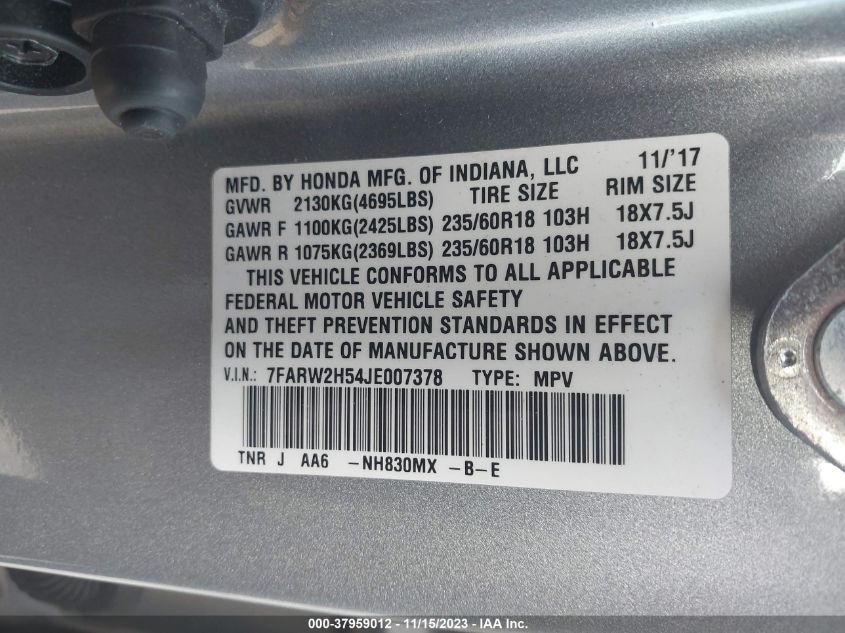 MFD. BY HONDA MFG. OF INDIANA, LLC 11/'17
GVWR 2130KG(4695LBS) TIRE SIZE RIM SIZE
GAWR F 1100KG(2425LBS) 235/60R18 103H 18X7.5J
GAWR R 1075KG(2369LBS) 235/60R18 103H 18X7.5J
THIS VEHICLE CONFORMS TO ALL APPLICABLE
FEDERAL MOTOR VEHICLE SAFETY
AND THEFT PREVENTION STANDARDS IN EFFECT
ON THE DATE OF MANUFACTURE SHOWN ABOVE.
V.I.N.: 7FARW2H54JE007378 TYPE: MPV
TNR J AA6 -NH830MX -B-E
000-37959012 - 11/15/2023 - IAA Inc.